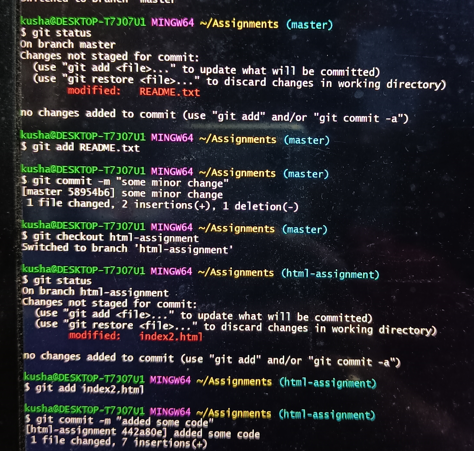 Switched to branch 'master'
kusha@DESKTOP-T7J07U1 MINGW64 ~/Assignments (master)
$ git status
On branch master
Changes not staged for commit:
(use "git add <file>..." to update what will be committed)
(use "git restore <file>..." to discard changes in working directory)
modified: README.txt
no changes added to commit (use "git add" and/or "git commit -a")
kusha@DESKTOP-T7J07U1 MINGW64 ~/Assignments (master)
$ git add README.txt
kusha@DESKTOP-T7J07U1 MINGW64 ~/Assignments (master)
$ git commit -m "some minor change"
[master 58954b6] some minor change
1 file changed, 2 insertions(+), 1 deletion(-)
kusha@DESKTOP-T7J07U1 MINGW64 ~/Assignments (master)
$ git checkout html-assignment
Switched to branch 'html-assignment'
kusha@DESKTOP-T7J07U1 MINGW64 ~/Assignments (html-assignment)
$ git status
On branch html-assignment
Changes not staged for commit:
(use "git add <file>..." to update what will be committed)
(use "git restore <file>..." to discard changes in working directory)
modified: index2.html
no changes added to commit (use "git add" and/or "git commit -a")
kusha@DESKTOP-T7J07U1 MINGW64 ~/Assignments (html-assignment)
$ git add index2.html
kusha@DESKTOP-T7J07U1 MINGW64 ~/Assignments (html-assignment)
$ git commit -m "added some code"
[html-assignment 442a80e] added some code
1 file changed, 7 insertions(+)